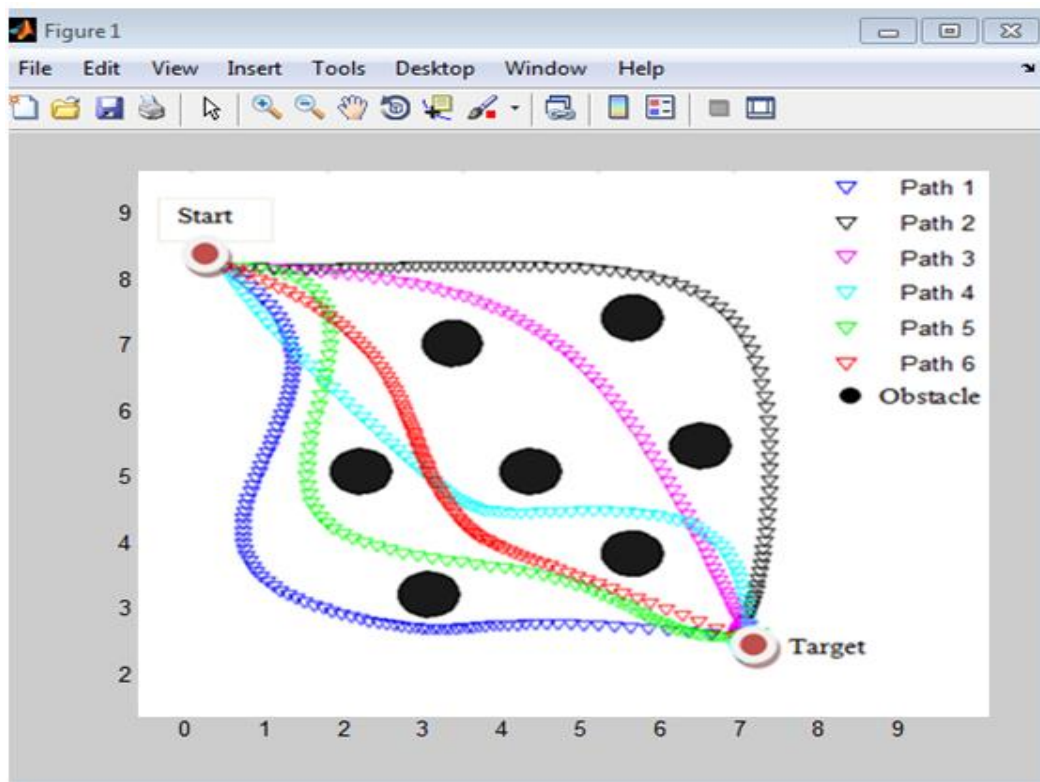 Figure 1
File Edit View Insert Tools Desktop Window Help
Start
Path 1
Path 2
Path 3
Path 4
Path 5
Path 6
Obstacle
9
8
7
6
5
4
3
2
Target
0 1 2 3 4 5 6 7 8 9